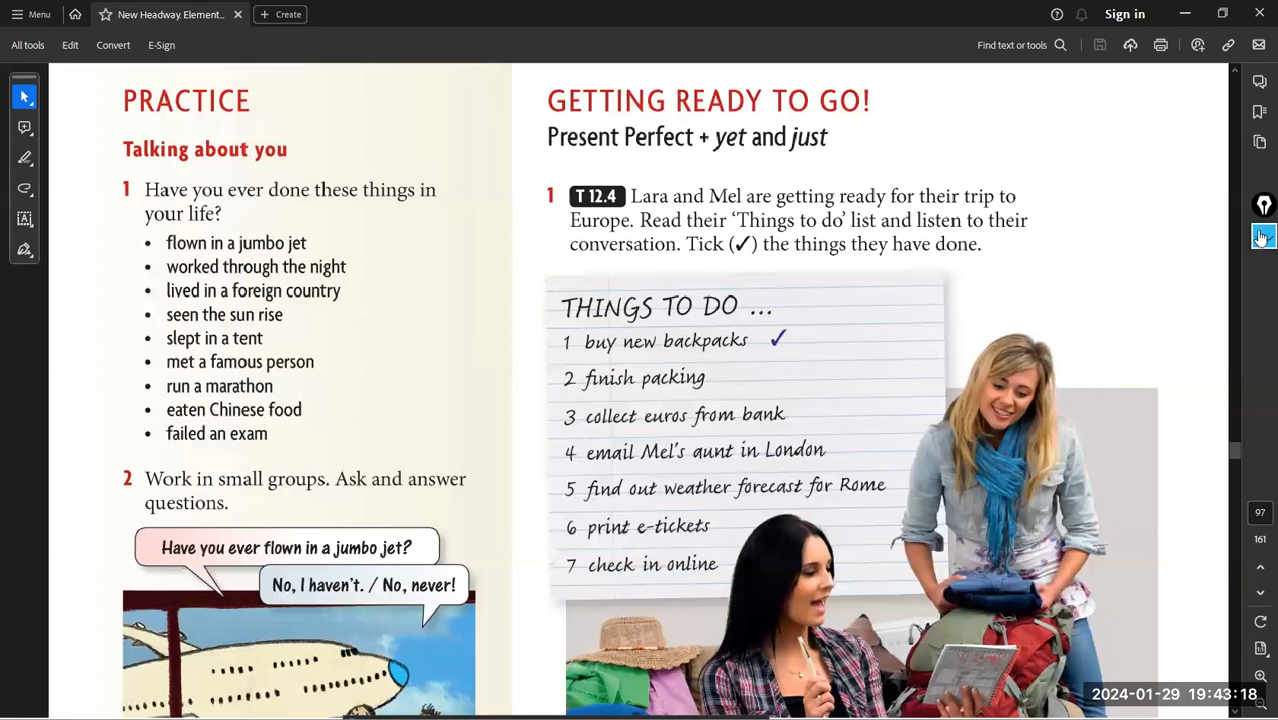 Menu
New Headway. Element...
Create
Sign in
All tools
Edit
Convert
E-Sign
Find text or tools
PRACTICE
Talking about you
1 Have you ever done these things in
your life?
• flown in a jumbo jet
• worked through the night
• lived in a foreign country
• seen the sun rise
• slept in a tent
• met a famous person
• run a marathon
• eaten Chinese food
• failed an exam
2 Work in small groups. Ask and answer
questions.
Have you ever flown in a jumbo jet?
No, I haven't. / No, never!
GETTING READY TO GO!
Present Perfect + yet and just
1 T 12.4 Lara and Mel are getting ready for their trip to
Europe. Read their ‘Things to do’ list and listen to their
conversation. Tick (✓) the things they have done.
THINGS TO DO ...
1 buy new backpacks ✓
2 finish packing
3 collect euros from bank
4 email Mel's aunt in London
5 find out weather forecast for Rome
6 print e-tickets
7 check in online
97
161
2024-01-29 19:43:18